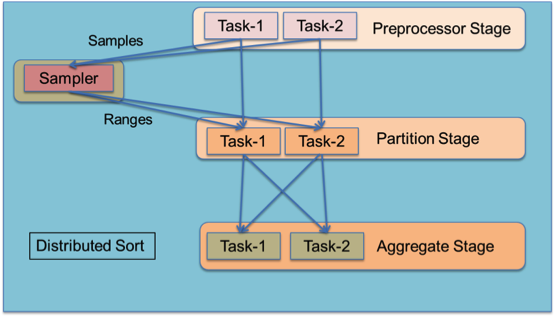 Task-1 Task-2 Preprocessor Stage
Samples
Sampler
Ranges
Task-1 Task-2 Partition Stage
Distributed Sort
Task-1 Task-2 Aggregate Stage